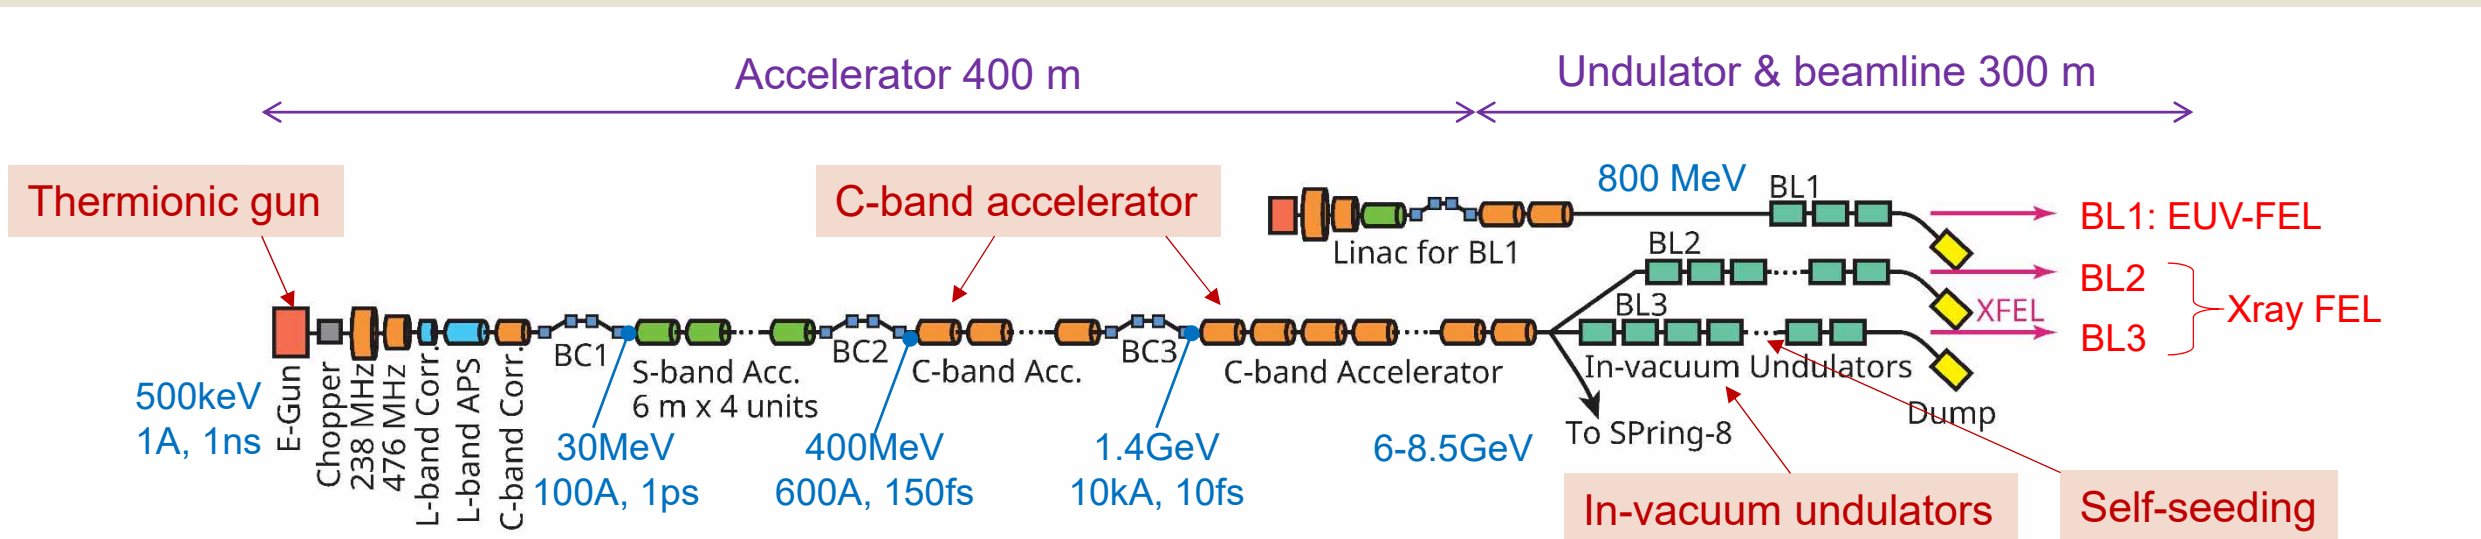 Accelerator 400 m
Undulator & beamline 300 m
Thermionic gun
C-band accelerator
800 MeV
BL1
BL1: EUV-FEL
Linac for BL1
BL2
BL2
BL3
XFEL
Xray FEL
BL3
BC1
BC2
BC3
S-band Acc.
6 m x 4 units
C-band Acc.
C-band Accelerator
In-vacuum Undulators
Dump
To SPring-8
500keV
1A, 1ns
E-Gun
Chopper
238 MHz
476 MHz
L-band Corr.
L-band APS
C-band Corr.
30MeV
100A, 1ps
400MeV
600A, 150fs
1.4GeV
10kA, 10fs
6-8.5GeV
In-vacuum undulators
Self-seeding